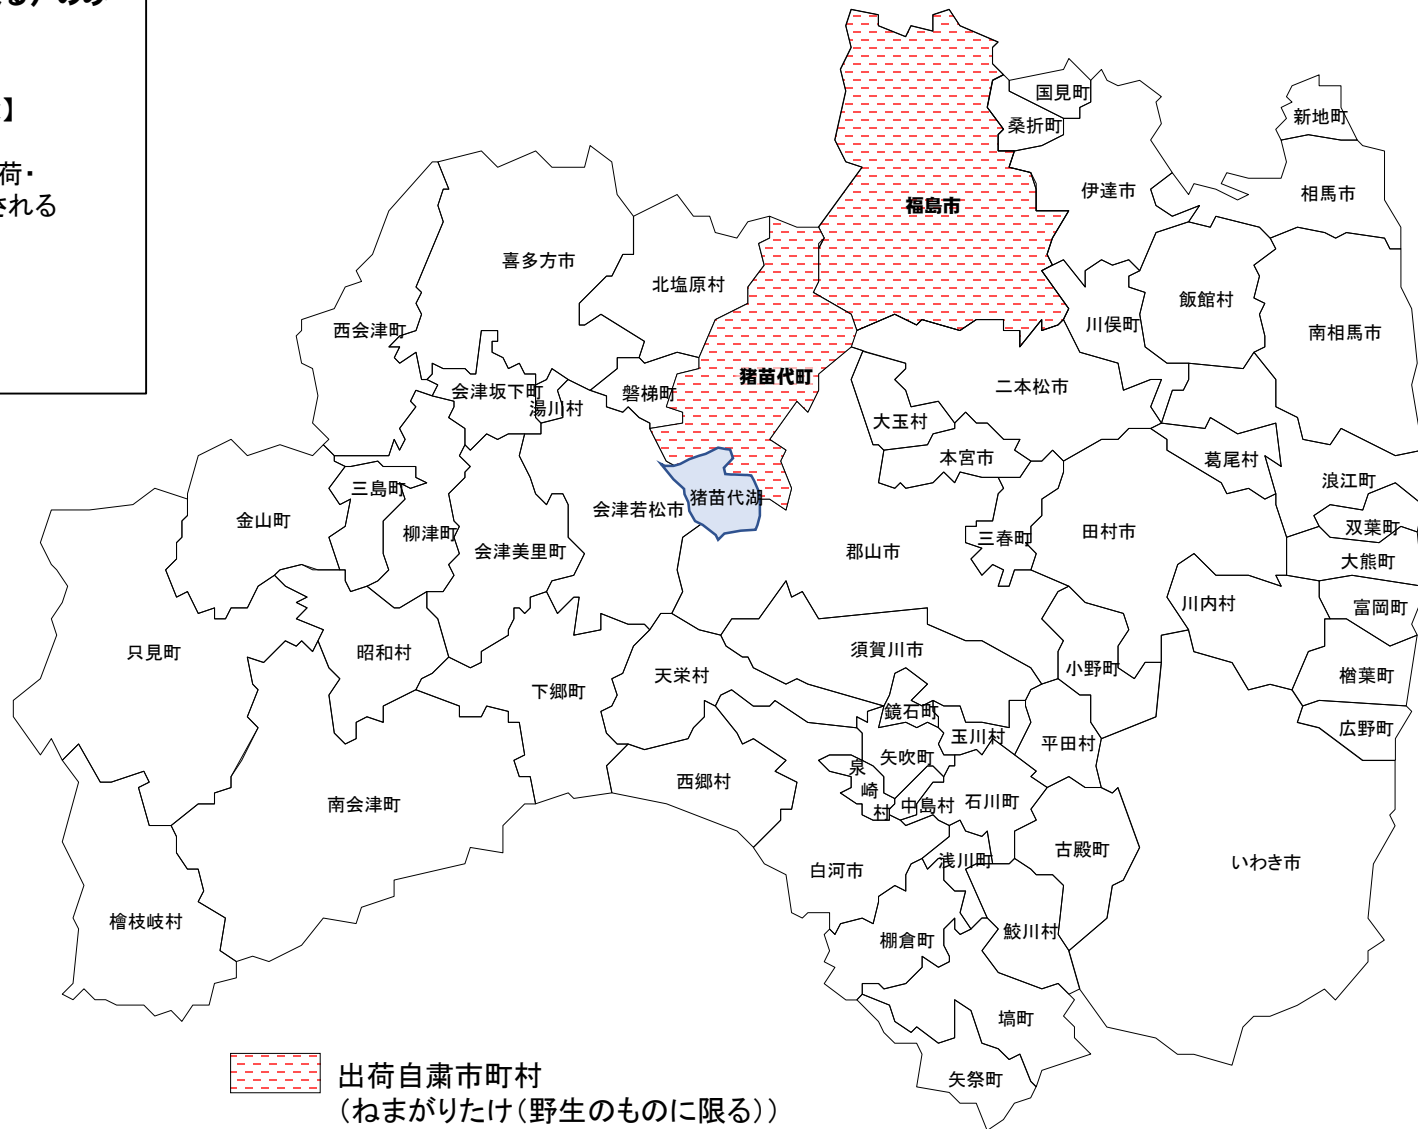 】
荷・
される
国見町
桑折町
新地町
伊達市
相馬市
福島市
喜多方市
北塩原村
飯館村
西会津町
川俣町
南相馬市
猪苗代町
会津坂下町
湯川村
磐梯町
二本松市
大玉村
本宮市
葛尾村
浪江町
三島町
猪苗代湖
金山町
会津若松市
双葉町
柳津町
会津美里町
郡山市
三春町
田村市
大熊町
川内村
富岡町
只見町
昭和村
須賀川市
小野町
天栄村
楢葉町
下郷町
鏡石町
広野町
玉川村
平田村
矢吹町
泉崎村
西郷村
南会津町
中島村
石川町
古殿町
浅川町
いわき市
白河市
檜枝岐村
棚倉町
鮫川村
塙町
矢祭町
出荷自粛市町村
（ねまがりたけ（野生のものに限る））